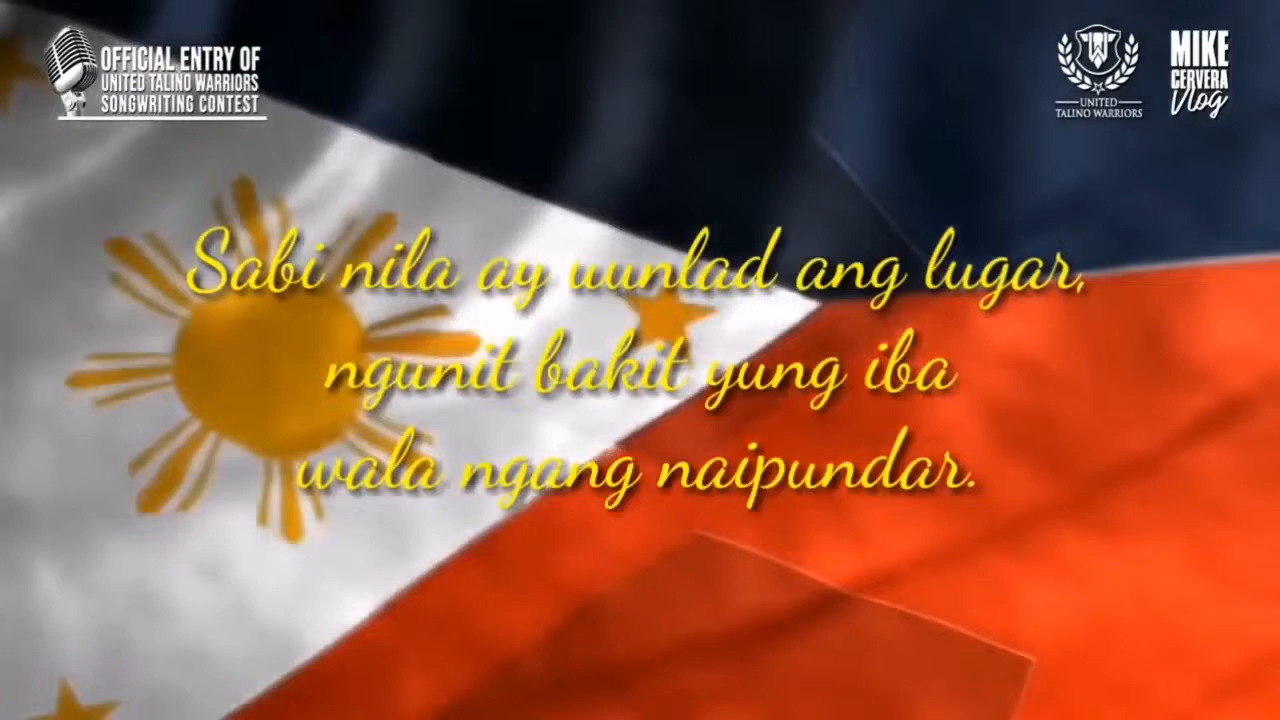 OFFICIAL ENTRY OF
UNITED TALINO WARRIORS
SONGWRITING CONTEST
UNITED
TALINO WARRIORS
MIKE
CERVERA
Vlog
Sabi nila ay uunlad ang lugar,
ngunit bakit yung iba
wala ngang naipundar.